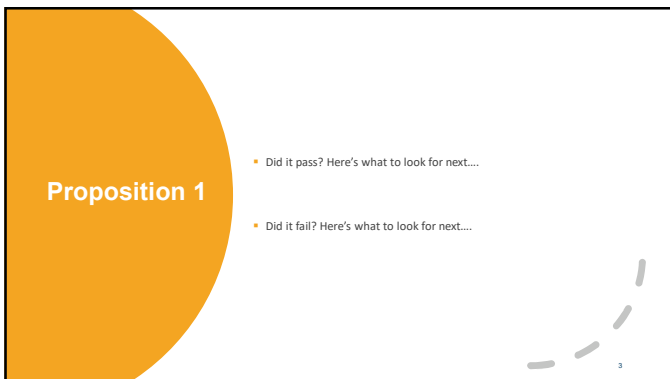 Proposition 1
▪ Did it pass? Here’s what to look for next….
▪ Did it fail? Here’s what to look for next….
3